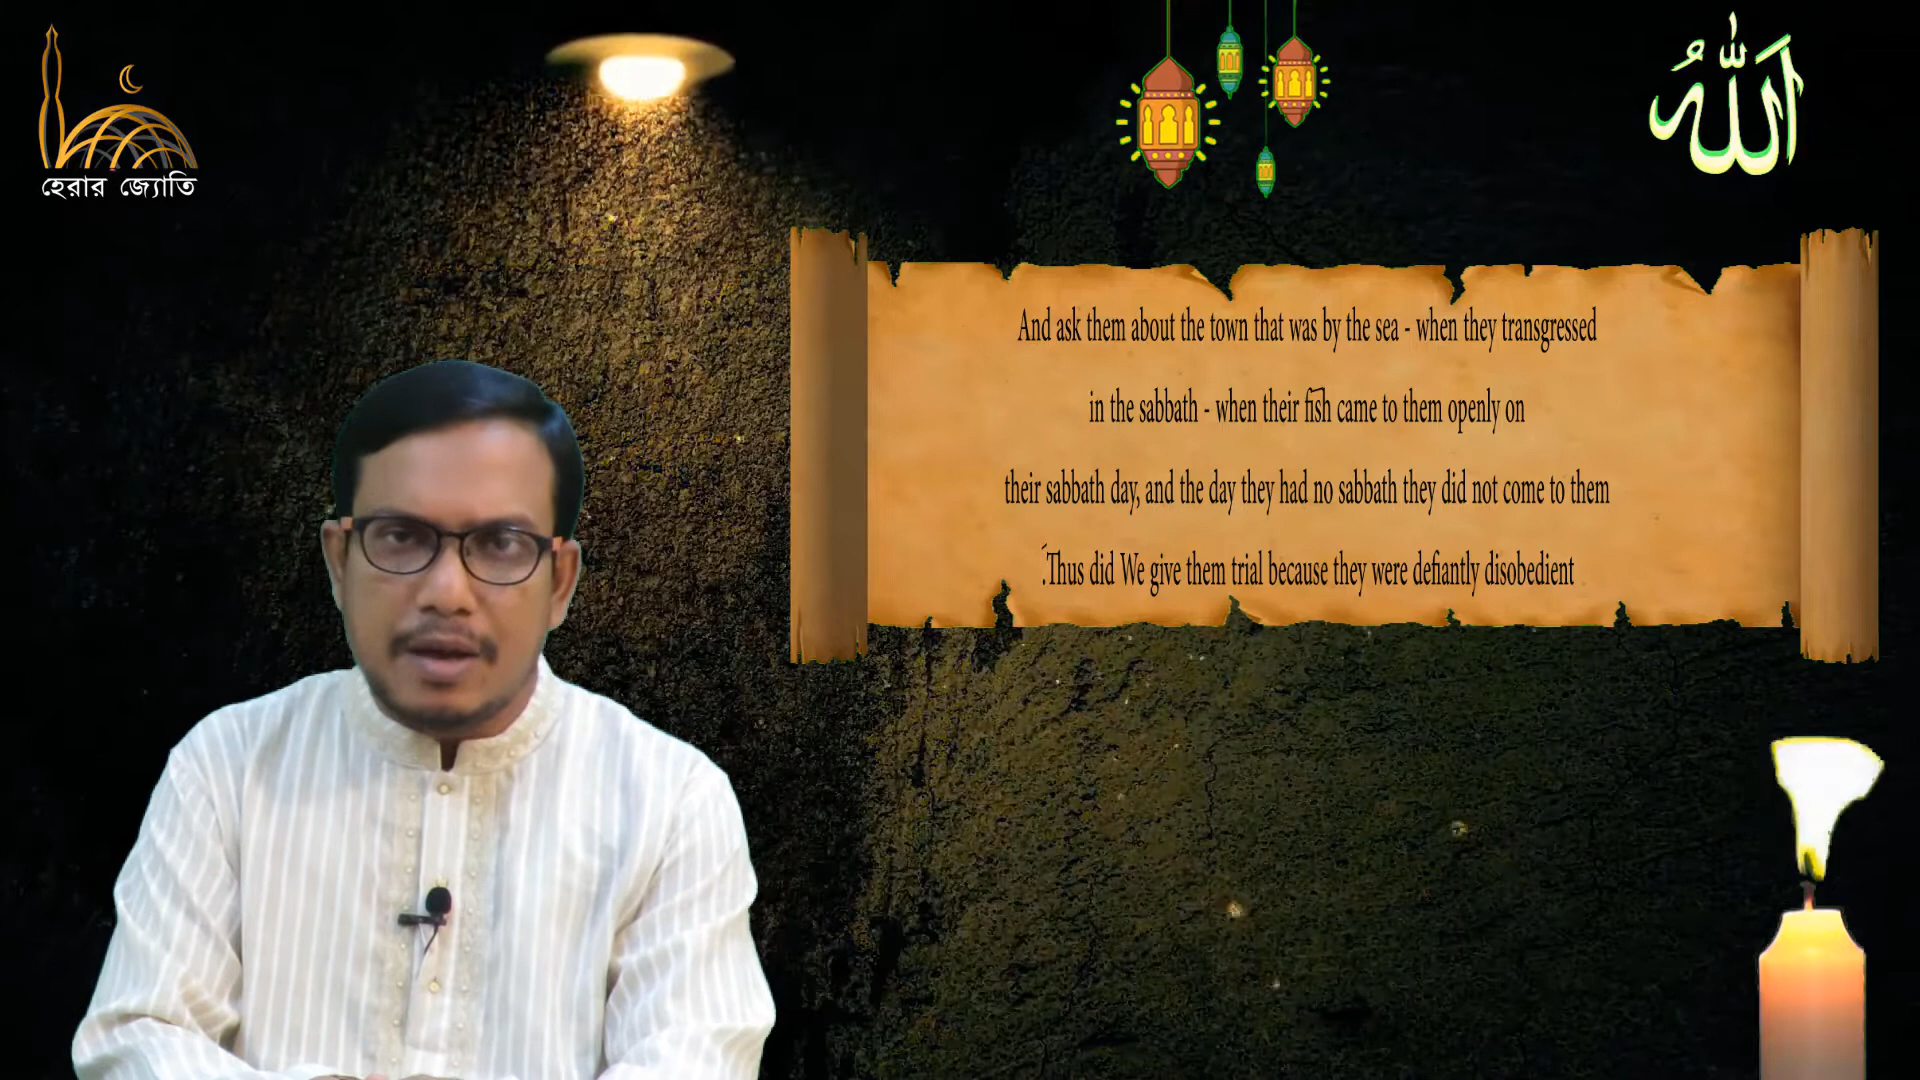 হেরার জ্যোতি
الله
And ask them about the town that was by the sea - when they transgressed
in the sabbath - when their fish came to them openly on
their sabbath day, and the day they had no sabbath they did not come to them
.Thus did We give them trial because they were defiantly disobedient